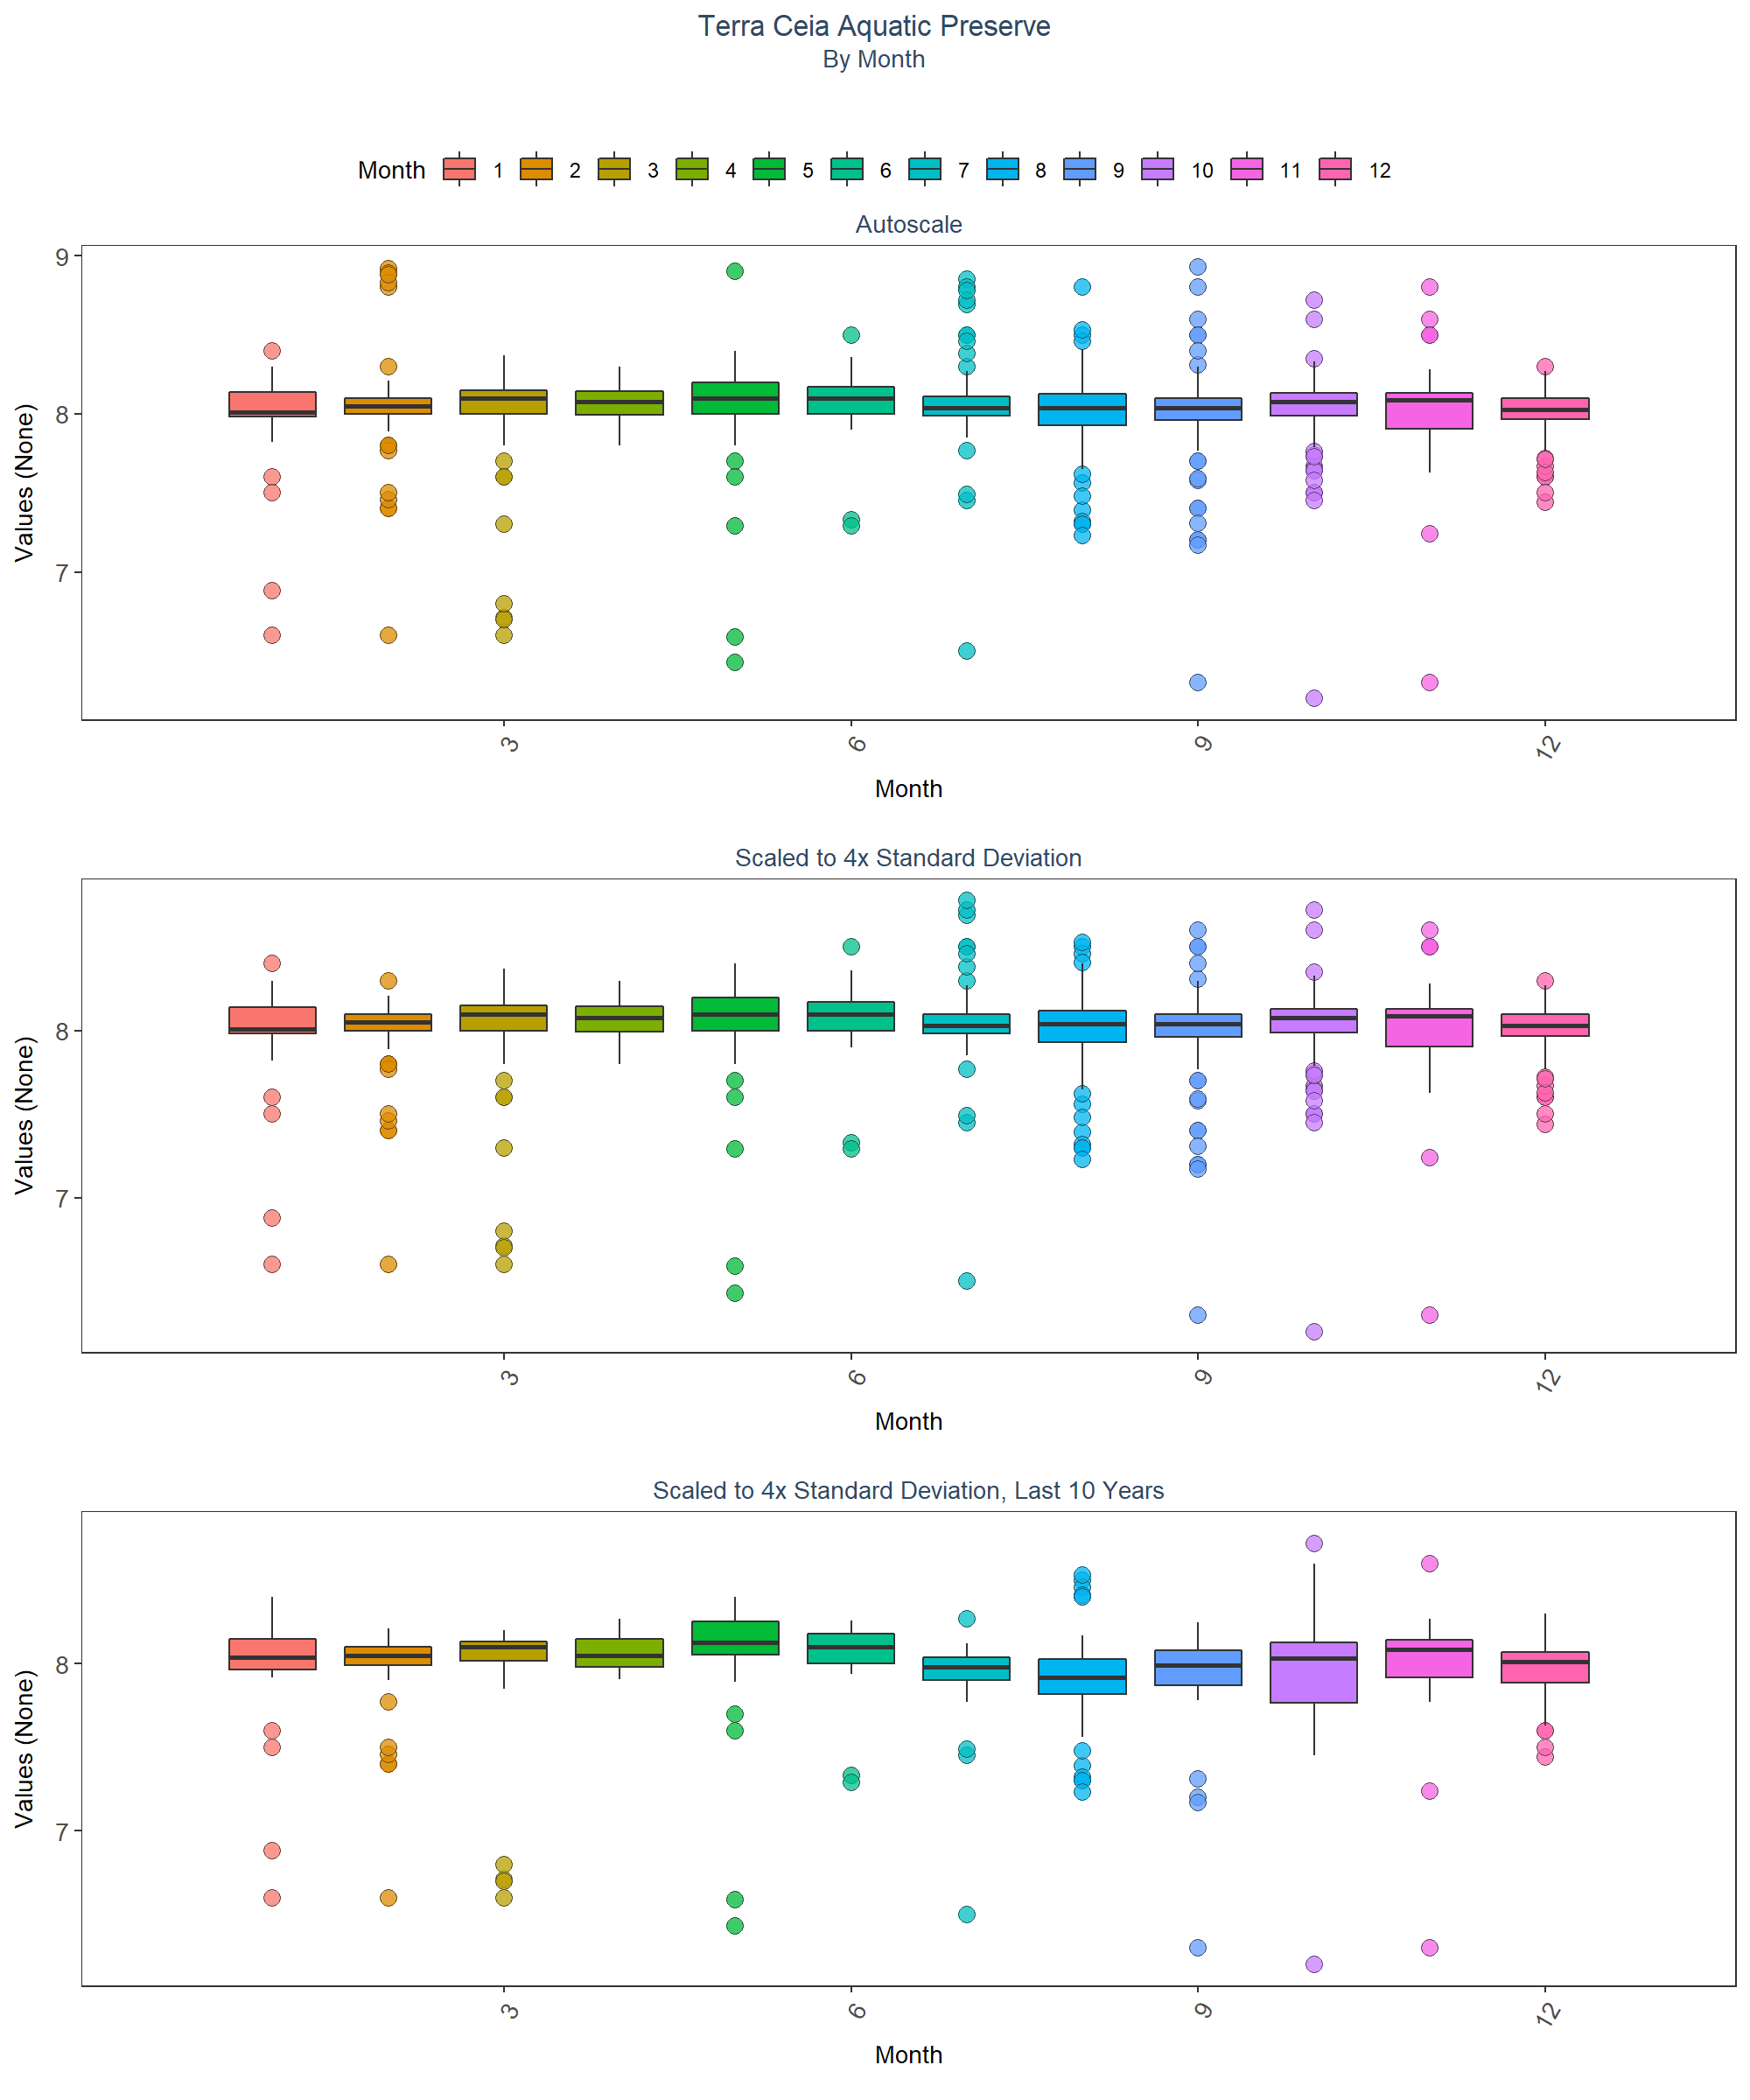 Terra Ceia Aquatic Preserve
By Month
Month 1 2 3 4 5 6 7 8 9 10 11 12
Autoscale
9
8
7
Values (None)
3 6 9 12
Month
Scaled to 4x Standard Deviation
8
7
Values (None)
3 6 9 12
Month
Scaled to 4x Standard Deviation, Last 10 Years
8
7
Values (None)
3 6 9 12
Month